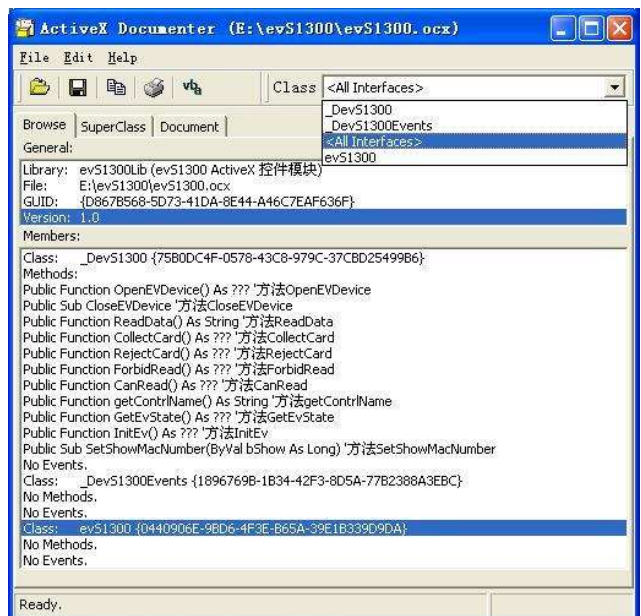 ActiveX Documenter (E:\evS1300\evS1300.ocx)
File Edit Help
Class <All Interfaces>
_DevS1300
_DevS1300Events
<All Interfaces>
evS1300
Browse SuperClass Document
General:
Library: evS1300Lib (evS1300 ActiveX 控件模块)
File: E:\evS1300\evS1300.ocx
GUID: {D867B568-5D73-41DA-8E44-A46C7EAF636F}
Version: 1.0
Members:
Class: _DevS1300 {75B0DC4F-0578-43C8-979C-37CBD25499B6}
Methods:
Public Function OpenEVDevice() As ??? '方法OpenEVDevice
Public Sub CloseEVDevice '方法CloseEVDevice
Public Function ReadData() As String '方法ReadData
Public Function CollectCard() As ??? '方法CollectCard
Public Function RejectCard() As ??? '方法RejectCard
Public Function ForbidRead() As ??? '方法ForbidRead
Public Function CanRead() As ??? '方法CanRead
Public Function getContrlName() As String '方法getContrlName
Public Function GetEvState() As ??? '方法GetEvState
Public Function InitEv() As ??? '方法InitEv
Public Sub SetShowMacNumber(ByVal bShow As Long) '方法SetShowMacNumber
No Events.
Class: _DevS1300Events {1896769B-1B34-42F3-8D5A-77B2388A3EBC}
No Methods.
No Events.
Class: evS1300 {0440906E-9BD6-4F3E-B65A-39E1B339D9DA}
No Methods.
No Events.
Ready.